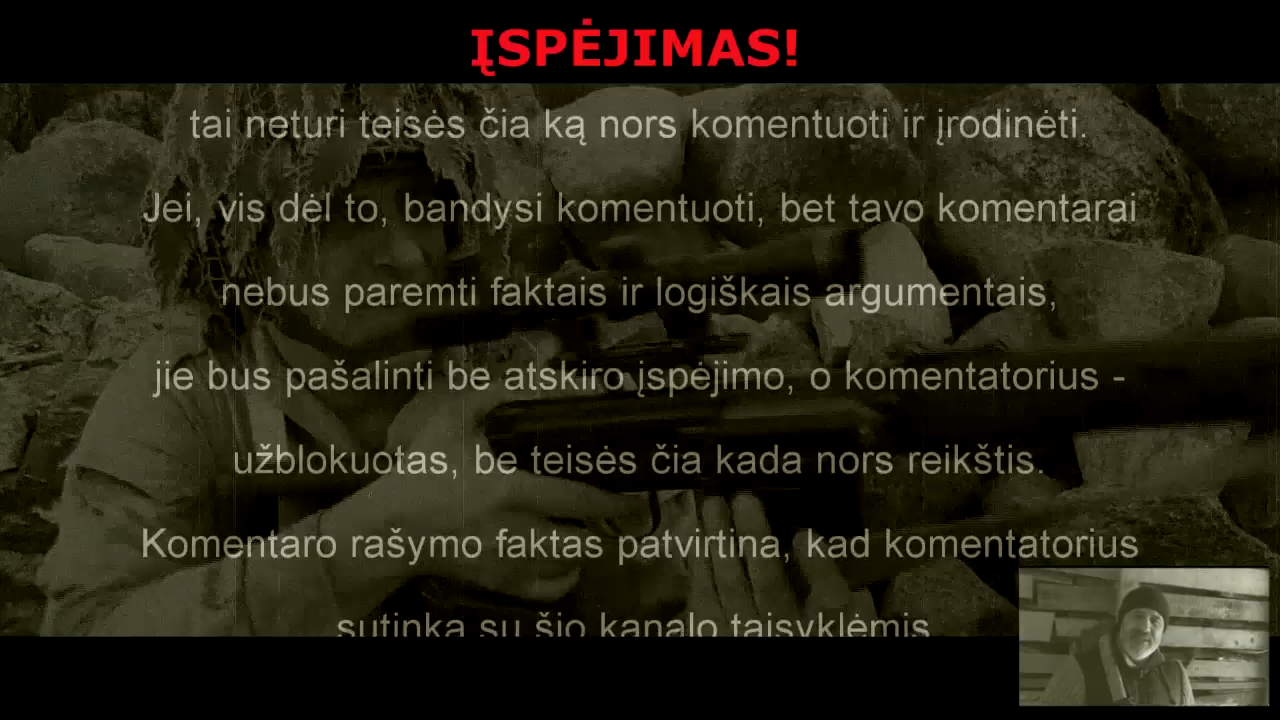 ĮSPĖJIMAS!
tai neturi teisės čia ką nors komentuoti ir įrodinėti.
Jei, vis dėl to, bandysi komentuoti, bet tavo komentarai
nebus paremti faktais ir logiškais argumentais,
jie bus pašalinti be atskiro įspėjimo, o komentatorius -
užblokuotas, be teisės čia kada nors reikštis.
Komentaro rašymo faktas patvirtina, kad komentatorius
sutinka su šio kanalo taisyklėmis